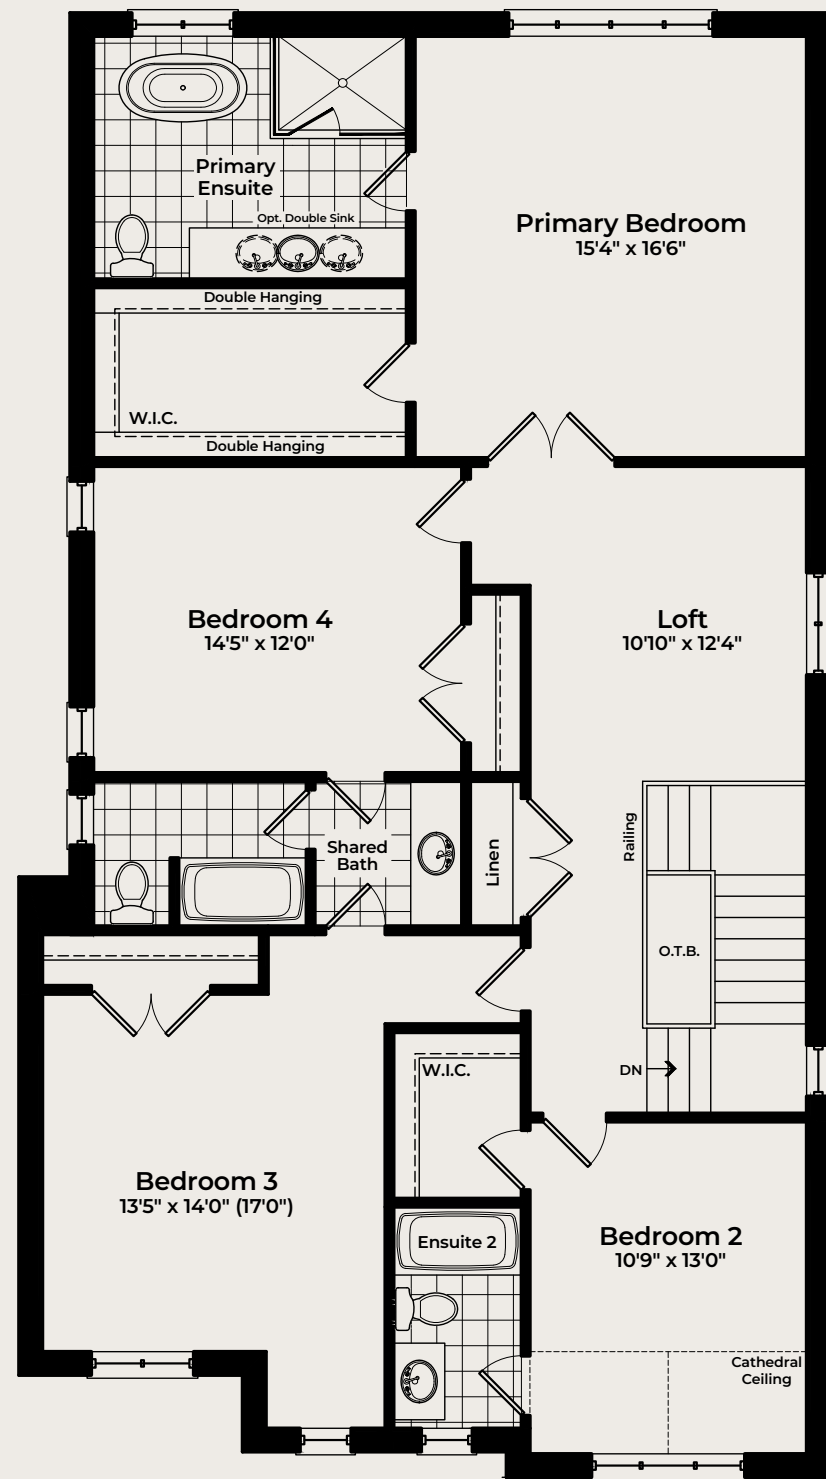 Primary
Ensuite
Opt. Double Sink
Primary Bedroom
15'4" x 16'6"
Double Hanging
W.I.C.
Double Hanging
Bedroom 4
14'5" x 12'0"
Loft
10'10" x 12'4"
Shared
Bath
Linen
Railing
O.T.B.
DN
W.I.C.
Bedroom 3
13'5" x 14'0" (17'0")
Ensuite 2
Bedroom 2
10'9" x 13'0"
Cathedral
Ceiling